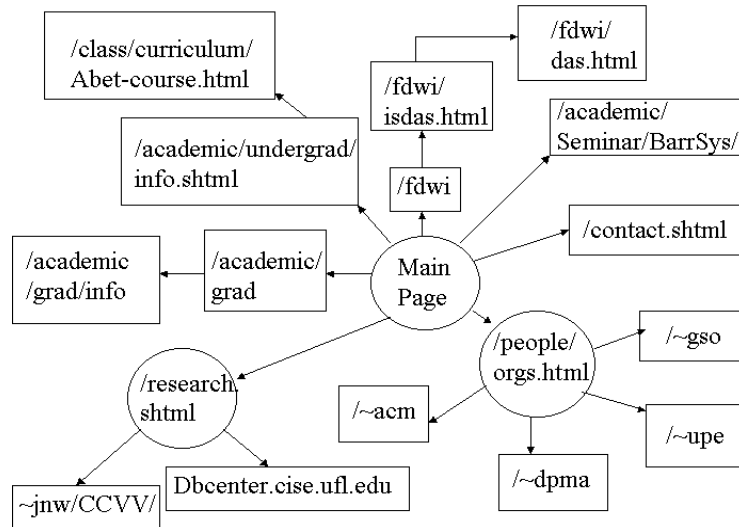 /class/curriculum/
Abet-course.html
/fdwi/
das.html
/fdwi/
isdas.html
/academic/
Seminar/BarrSys/
/academic/undergrad/
info.shtml
/fdwi
/contact.shtml
/academic
/grad/info
/academic/
grad
Main
Page
/people/
orgs.html
/~gso
/research.
shtml
/~acm
/~upe
/~dpma
~jnw/CCVV/
Dbcenter.cise.ufl.edu